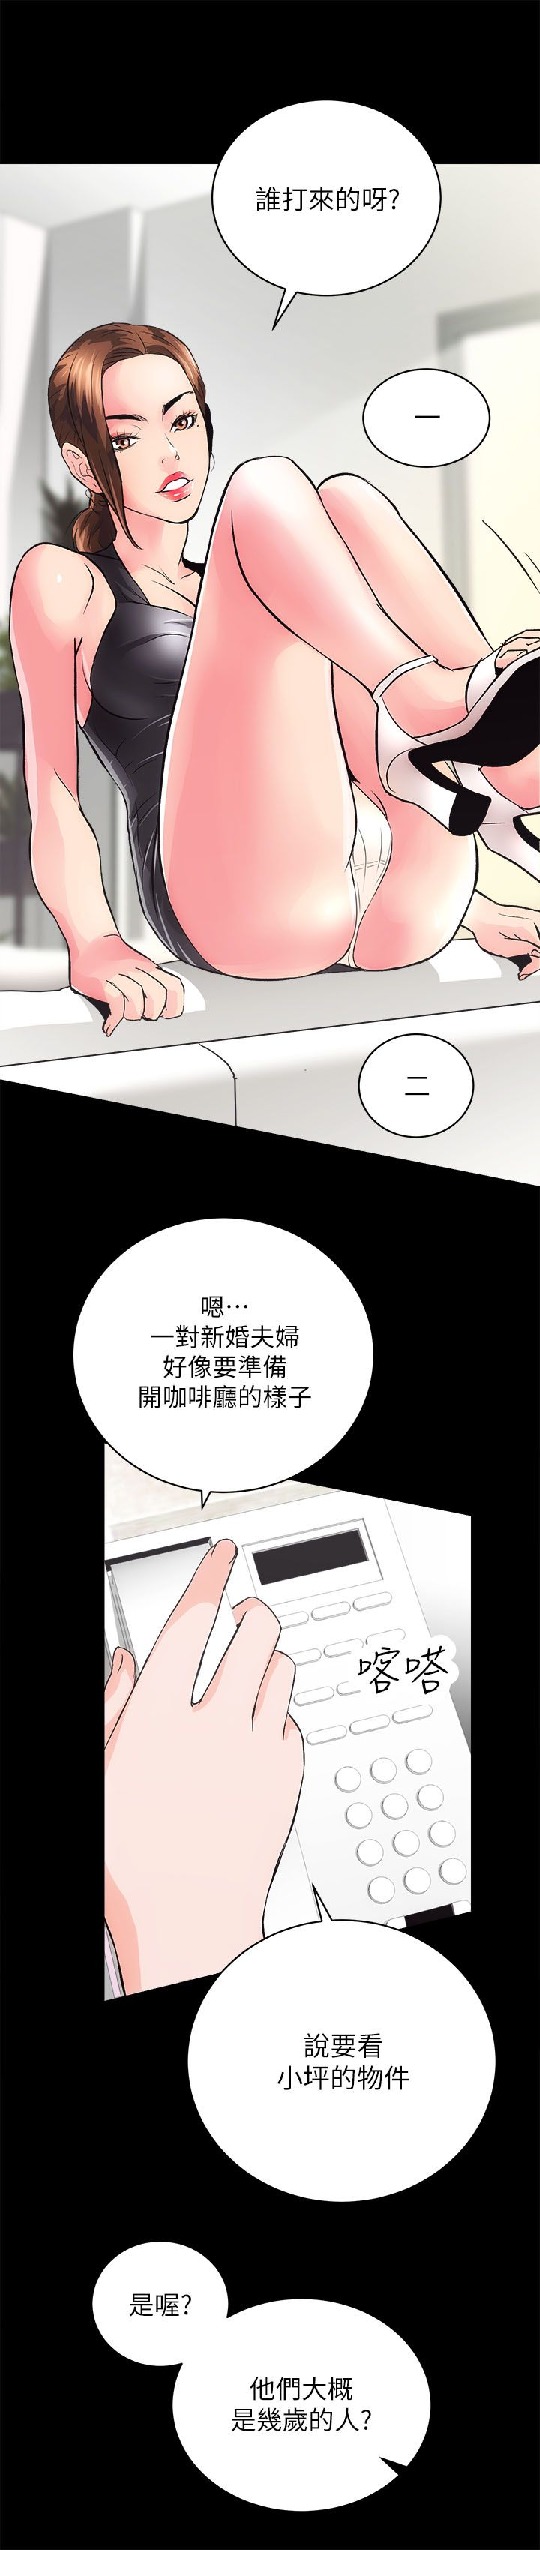 誰打來的呀?
一
二
嗯…
一對新婚夫婦
好像要準備
開咖啡廳的樣子
喀嗒
說要看
小坪的物件
是喔?
他們大概
是幾歲的人?